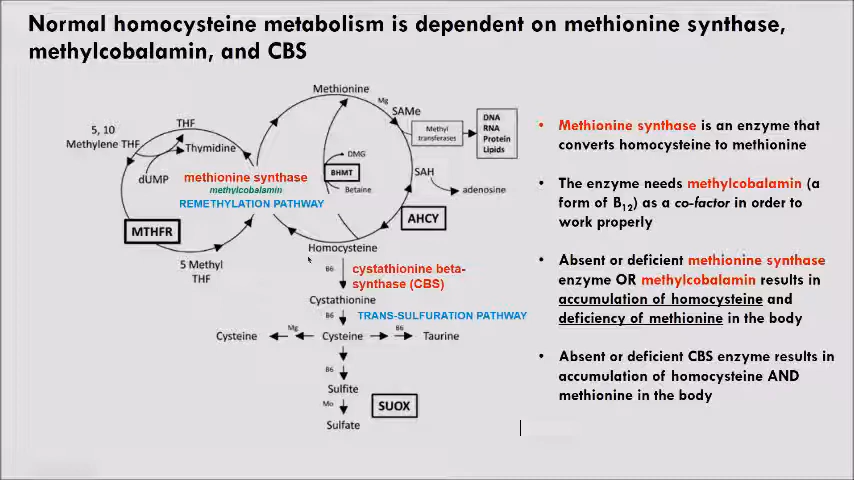 Normal homocysteine metabolism is dependent on methionine synthase,
methylcobalamin, and CBS
Methionine
Mg
SAMe
Methyl
transferases
DNA
RNA
Protein
Lipids
5, 10
Methylene THF
THF
Thymidine
dUMP
methionine synthase
methylcobalamin
REMETHYLATION PATHWAY
DMG
BHMT
Betaine
SAH
adenosine
AHCY
MTHFR
5 Methyl
THF
Homocysteine
B6
cystathionine beta-
synthase (CBS)
Cystathionine
B6
TRANS-SULFURATION PATHWAY
Cysteine
Mg
Cysteine
B6
Taurine
B6
Sulfite
Mo
SUOX
Sulfate
• Methionine synthase is an enzyme that
converts homocysteine to methionine
• The enzyme needs methylcobalamin (a
form of B12) as a co-factor in order to
work properly
• Absent or deficient methionine synthase
enzyme OR methylcobalamin results in
accumulation of homocysteine and
deficiency of methionine in the body
• Absent or deficient CBS enzyme results in
accumulation of homocysteine AND
methionine in the body